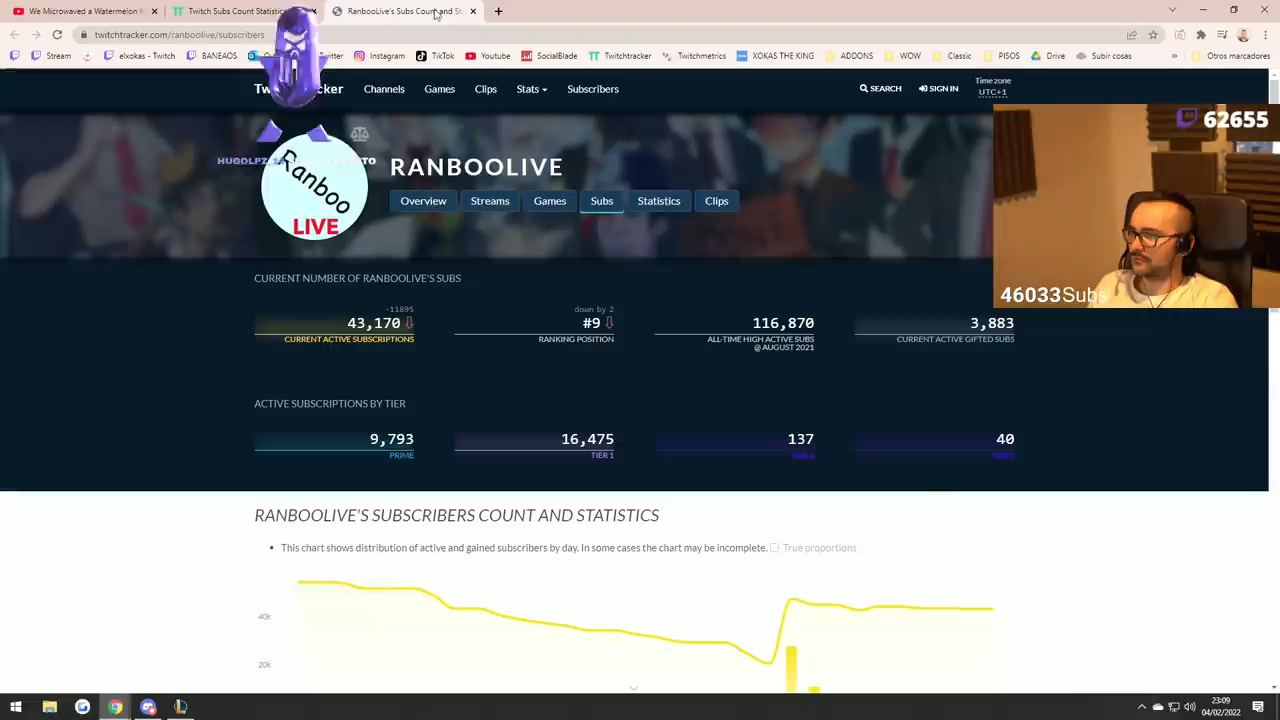 We Microwaved a Watermelon f
Twitch Subs Count & Statistic
RanbooLive's Subs Count and St
twitchtracker.com/ranboolive/subscribers
Stream
elxokas - Twitch
BANEAOS
Twitter
Instagram
TikTok
Youtube
SocialBlade
Twitchtracker
Twitchmetrics
XOKAS THE KING
ADDONS
WOW
Classic
PISOS
Diseño
Subir cosas
»
Otros marcadores
Channels
Games
Clips
Stats
Subscribers
SEARCH
SIGN IN
Time zone
UTC+1
62655
46033Subs
Ranboo
LIVE
RANBOOLIVE
Overview
Streams
Games
Subs
Statistics
Clips
CURRENT NUMBER OF RANBOOLIVE'S SUBS
-11895
43,170
CURRENT ACTIVE SUBSCRIPTIONS
down by 2
#9
RANKING POSITION
116,870
ALL-TIME HIGH ACTIVE SUBS
@ AUGUST 2021
3,883
CURRENT ACTIVE GIFTED SUBS
ACTIVE SUBSCRIPTIONS BY TIER
9,793
PRIME
16,475
TIER 1
137
40
RANBOOLIVE'S SUBSCRIBERS COUNT AND STATISTICS
• This chart shows distribution of active and gained subscribers by day. In some cases the chart may be incomplete. True proportions
40k
20k
23:09
04/02/2022